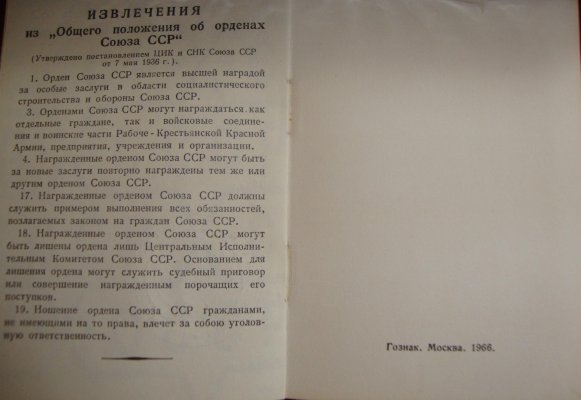 ИЗВЛЕЧЕНИЯ
из „Общего положения об орденах
Союза ССР“
(Утверждено постановлением ЦИК и СНК Союза ССР
от 7 мая 1936 г.).
1. Орден Союза ССР является высшей наградой
за особые заслуги в области социалистического
строительства и обороны Союза ССР.
3. Орденами Союза ССР могут награждаться как
отдельные граждане, так и войсковые соедине-
ния и воинские части Рабоче-Крестьянской Красной
Армии, предприятия, учреждения и организации.
4. Награжденные орденом Союза ССР могут быть
за новые заслуги повторно награждены тем же или
другим орденом Союза ССР.
17. Награжденные орденом Союза ССР должны
служить примером выполнения всех обязанностей,
возлагаемых законом на граждан Союза ССР.
18. Награжденные орденом Союза ССР могут
быть лишены ордена лишь Центральным Исполни-
тельным Комитетом Союза ССР. Основанием для
лишения ордена могут служить судебный приговор
или совершение награжденным порочащих его
поступков.
19. Ношение ордена Союза ССР гражданами,
не имеющими на то права, влечет за собою уголов-
ную ответственность.
Гознак. Москва. 1966.